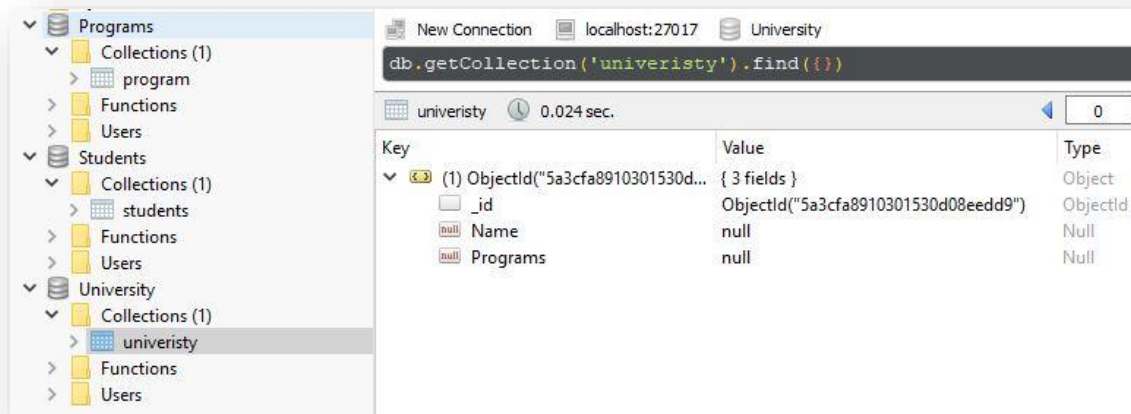 Programs
Collections (1)
program
Functions
Users
Students
Collections (1)
students
Functions
Users
University
Collections (1)
univeristy
Functions
Users
New Connection localhost:27017 University
db.getCollection('univeristy').find({})
univeristy 0.024 sec. 0
Key Value Type
(1) ObjectId("5a3cfa8910301530d... { 3 fields } Object
_id ObjectId("5a3cfa8910301530d08eedd9") ObjectId
null Name null Null
null Programs null Null